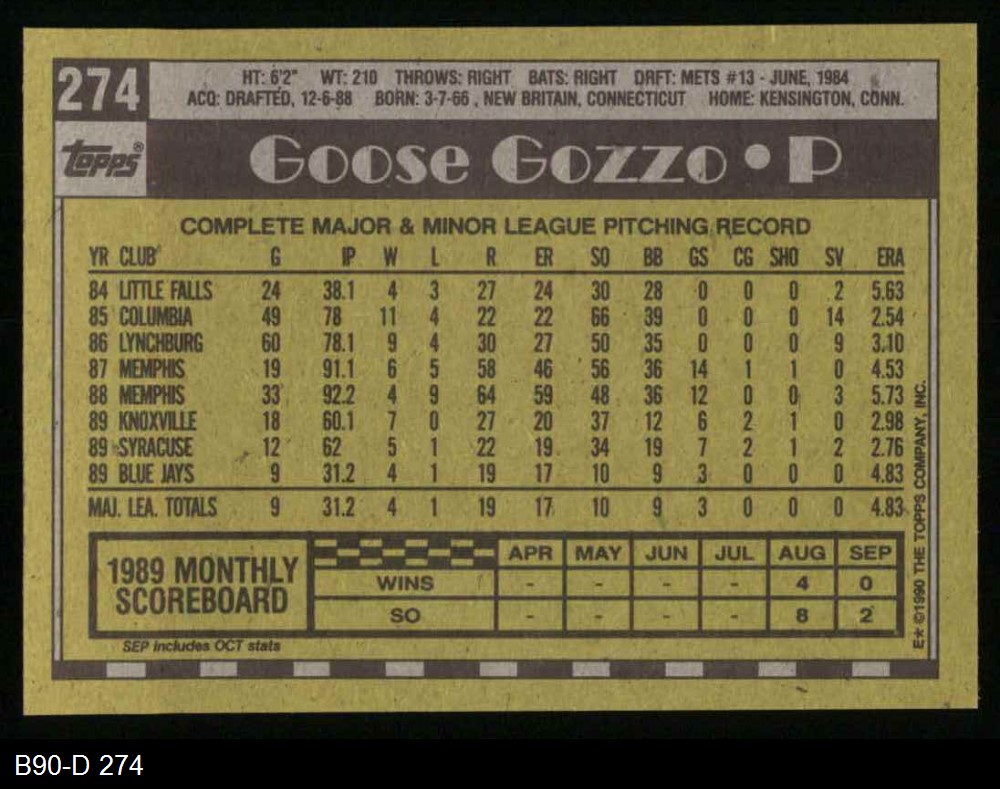 274
HT: 6'2" WT: 210 THROWS: RIGHT BATS: RIGHT DRFT: METS #13 - JUNE, 1984
ACQ: DRAFTED, 12-6-88 BORN: 3-7-66 , NEW BRITAIN, CONNECTICUT HOME: KENSINGTON, CONN.
topps®
Goose Gozzo • P
COMPLETE MAJOR & MINOR LEAGUE PITCHING RECORD
YR CLUB G IP W L R ER SO BB GS CG SHO SV ERA
84 LITTLE FALLS 24 38.1 4 3 27 24 30 28 0 0 0 2 5.63
85 COLUMBIA 49 78 11 4 22 22 66 39 0 0 0 14 2.54
86 LYNCHBURG 60 78.1 9 4 30 27 50 35 0 0 0 9 3.10
87 MEMPHIS 19 91.1 6 5 58 46 56 36 14 1 1 0 4.53
88 MEMPHIS 33 92.2 4 9 64 59 48 36 12 0 0 3 5.73
89 KNOXVILLE 18 60.1 7 0 27 20 37 12 6 2 1 0 2.98
89 SYRACUSE 12 62 5 1 22 19 34 19 7 2 1 2 2.76
89 BLUE JAYS 9 31.2 4 1 19 17 10 9 3 0 0 0 4.83
MAJ. LEA. TOTALS 9 31.2 4 1 19 17 10 9 3 0 0 0 4.83
1989 MONTHLY SCOREBOARD
APR MAY JUN JUL AUG SEP
WINS - - - - 4 0
SO - - - - 8 2
SEP includes OCT stats
E* ©1990 THE TOPPS COMPANY, INC.
B90-D 274